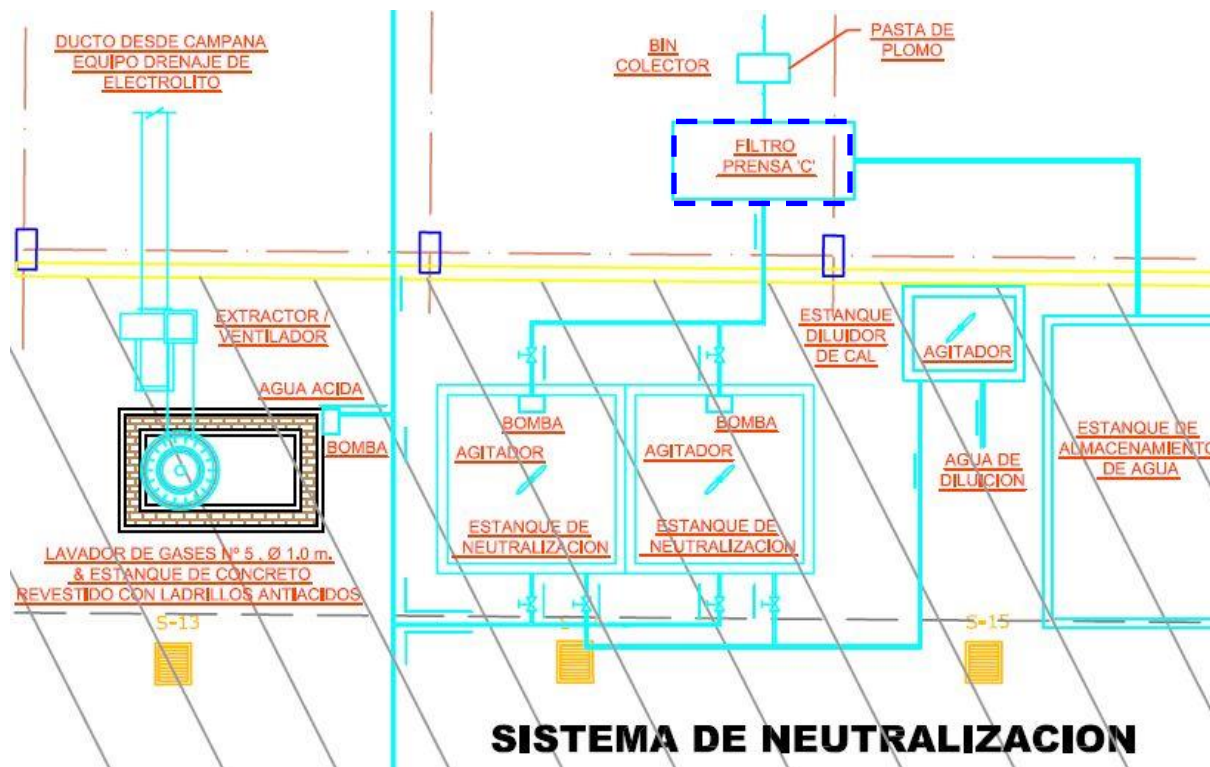 DUCTO DESDE CAMPANA
EQUIPO DRENAJE DE
ELECTROLITO
BIN
COLECTOR
PASTA DE
PLOMO
FILTRO
PRENSA 'C'
EXTRACTOR /
VENTILADOR
ESTANQUE
DILUIDOR
DE CAL
AGITADOR
AGUA ACIDA
BOMBA
BOMBA
BOMBA
AGITADOR
AGITADOR
ESTANQUE DE
ALMACENAMIENTO
DE AGUA
AGUA DE
DILUICION
ESTANQUE DE
NEUTRALIZACION
ESTANQUE DE
NEUTRALIZACION
LAVADOR DE GASES Nº 5 . Ø 1.0 m.
& ESTANQUE DE CONCRETO
REVESTIDO CON LADRILLOS ANTIACIDOS
S-13
S-15
SISTEMA DE NEUTRALIZACION